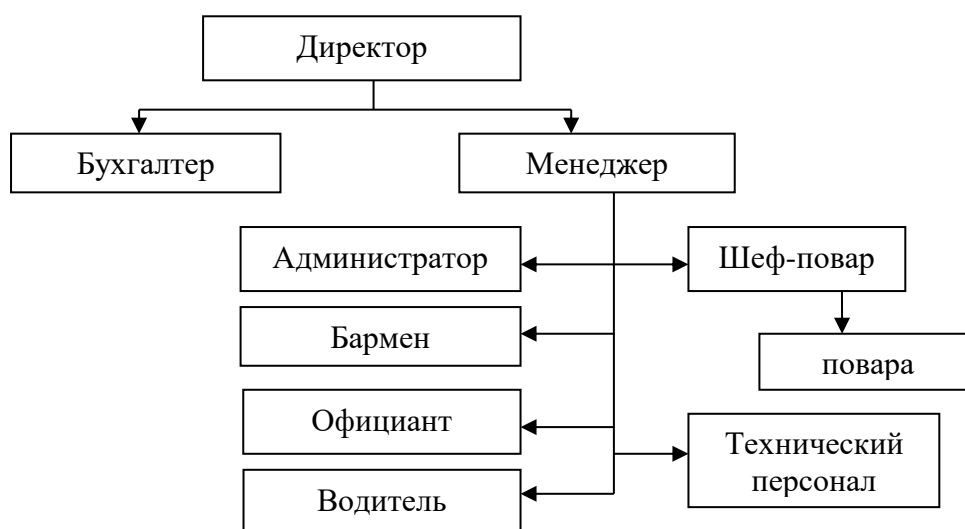 Директор
Бухгалтер
Менеджер
Администратор
Шеф-повар
Бармен
повара
Официант
Технический
персонал
Водитель